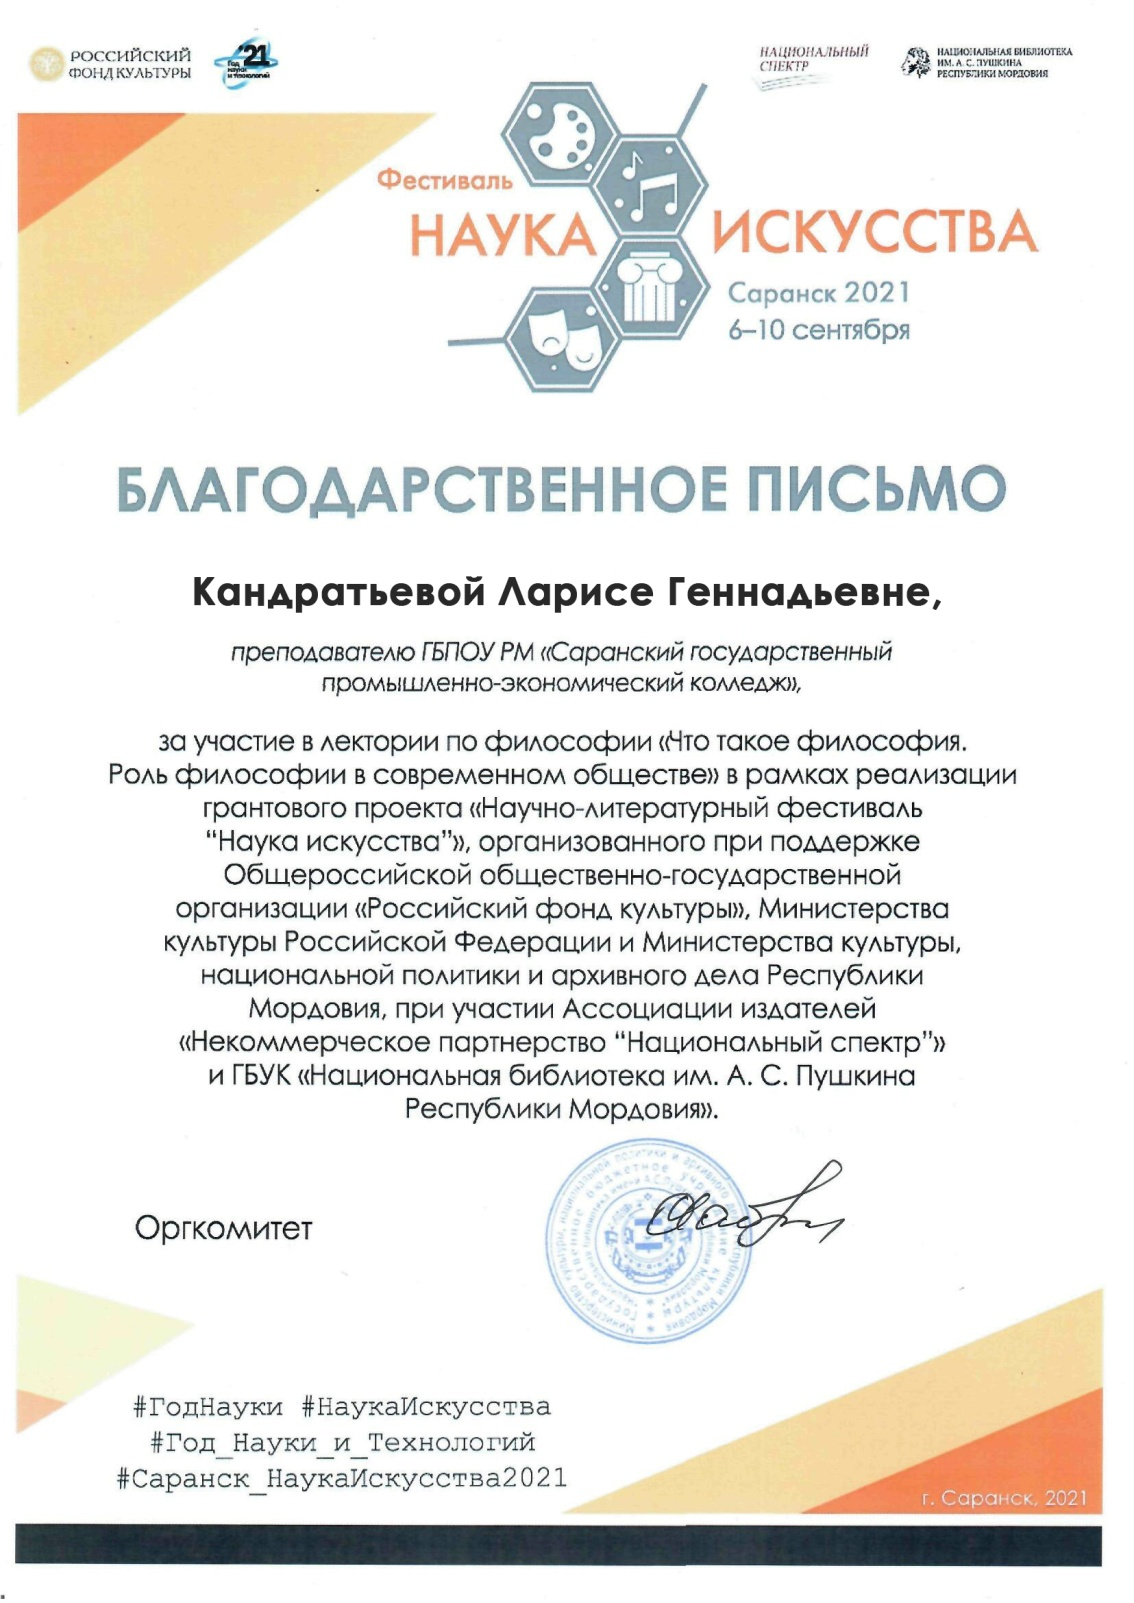 РОССИЙСКИЙ
ФОНД КУЛЬТУРЫ
'21
Год
науки
и технологий
НАЦИОНАЛЬНЫЙ
СПЕКТР
НАЦИОНАЛЬНАЯ БИБЛИОТЕКА
ИМ. А. С. ПУШКИНА
РЕСПУБЛИКИ МОРДОВИЯ
Фестиваль
НАУКА ИСКУССТВА
Саранск 2021
6–10 сентября
БЛАГОДАРСТВЕННОЕ ПИСЬМО
Кандратьевой Ларисе Геннадьевне,
преподавателю ГБПОУ РМ «Саранский государственный
промышленно-экономический колледж»,
за участие в лектории по философии «Что такое философия.
Роль философии в современном обществе» в рамках реализации
грантового проекта «Научно-литературный фестиваль
“Наука искусства”», организованного при поддержке
Общероссийской общественно-государственной
организации «Российский фонд культуры», Министерства
культуры Российской Федерации и Министерства культуры,
национальной политики и архивного дела Республики
Мордовия, при участии Ассоциации издателей
«Некоммерческое партнерство “Национальный спектр”»
и ГБУК «Национальная библиотека им. А. С. Пушкина
Республики Мордовия».
Оргкомитет
#ГодНауки #НаукаИскусства
#Год_Науки_и_Технологий
#Саранск_НаукаИскусства2021
г. Саранск, 2021